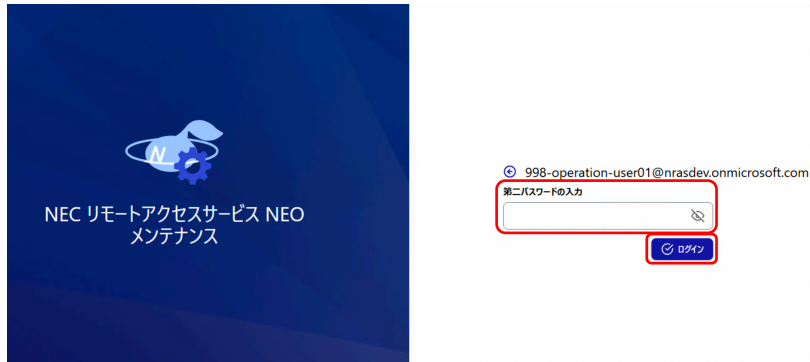 N
NEC リモートアクセスサービス NEO
メンテナンス
998-operation-user01@nrasdev.onmicrosoft.com
第二パスワードの入力
ログイン